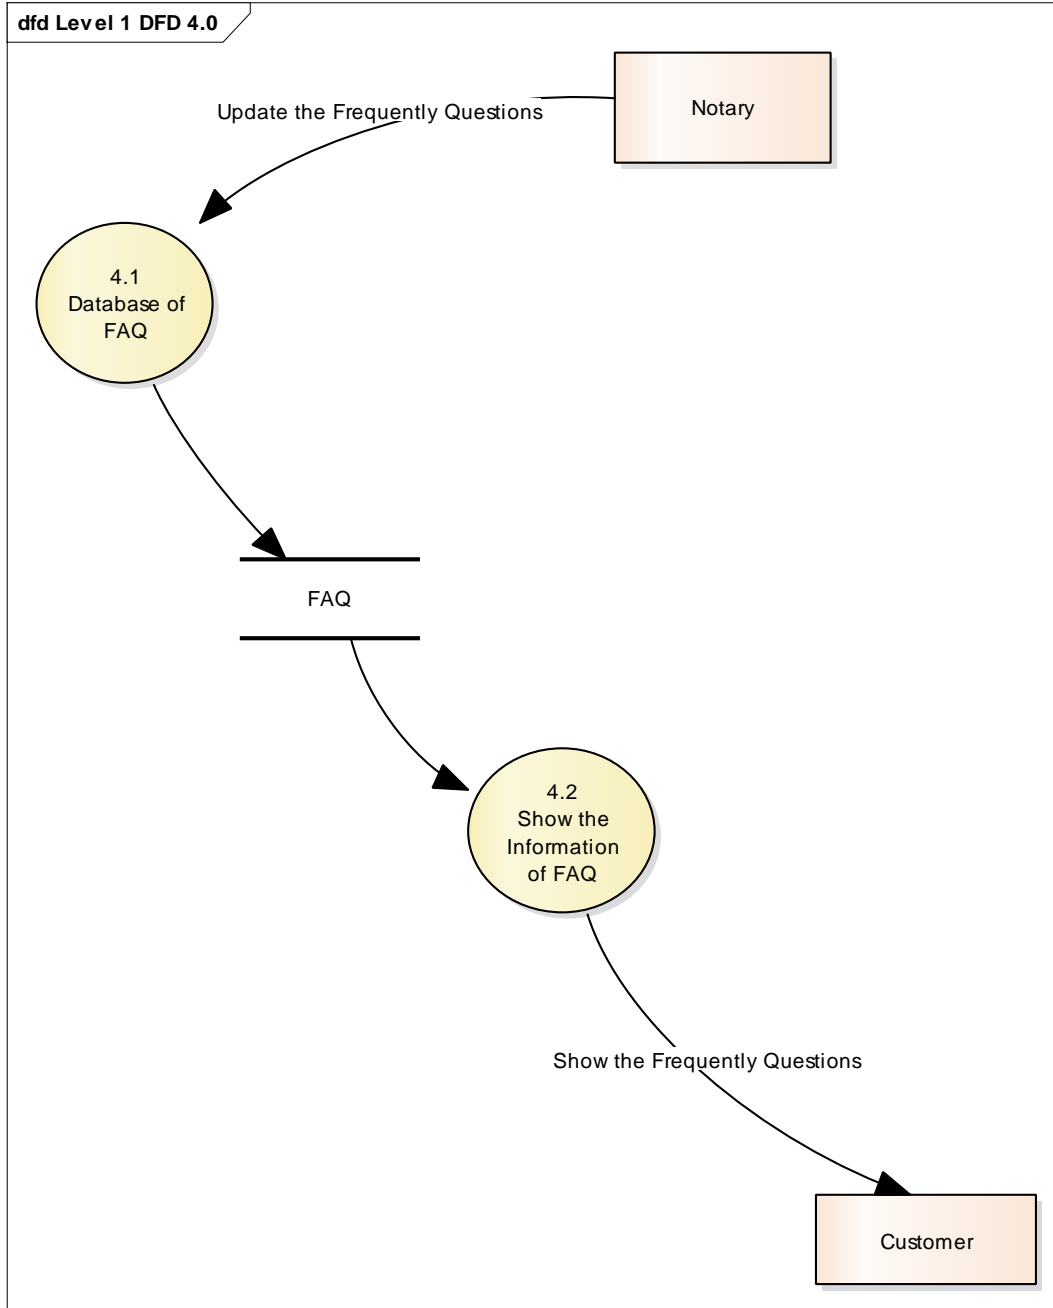 dfd Level 1 DFD 4.0
Notary
Update the Frequently Questions
4.1
Database of
FAQ
FAQ
4.2
Show the
Information
of FAQ
Show the Frequently Questions
Customer